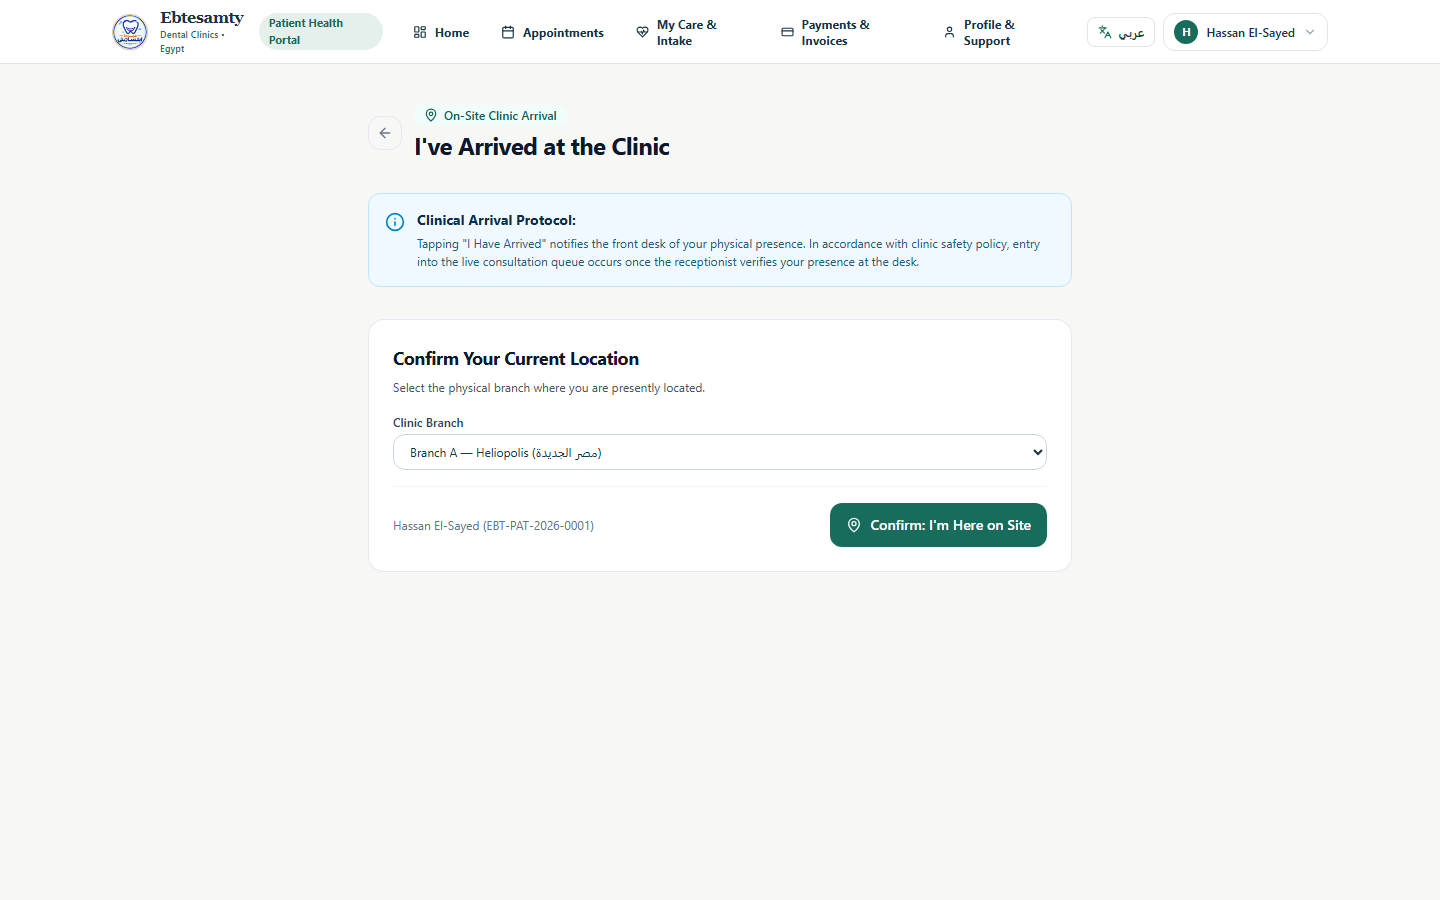 Ebtesamty
Dental Clinics •
Egypt
Patient Health
Portal
Home
Appointments
My Care &
Intake
Payments &
Invoices
Profile &
Support
عربي
H
Hassan El-Sayed
On-Site Clinic Arrival
I've Arrived at the Clinic
Clinical Arrival Protocol:
Tapping "I Have Arrived" notifies the front desk of your physical presence. In accordance with clinic safety policy, entry
into the live consultation queue occurs once the receptionist verifies your presence at the desk.
Confirm Your Current Location
Select the physical branch where you are presently located.
Clinic Branch
Branch A — Heliopolis (مصر الجديدة)
Hassan El-Sayed (EBT-PAT-2026-0001)
Confirm: I'm Here on Site